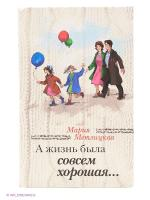 Мария
Метлицкая
А жизнь была
совсем
хорошая...